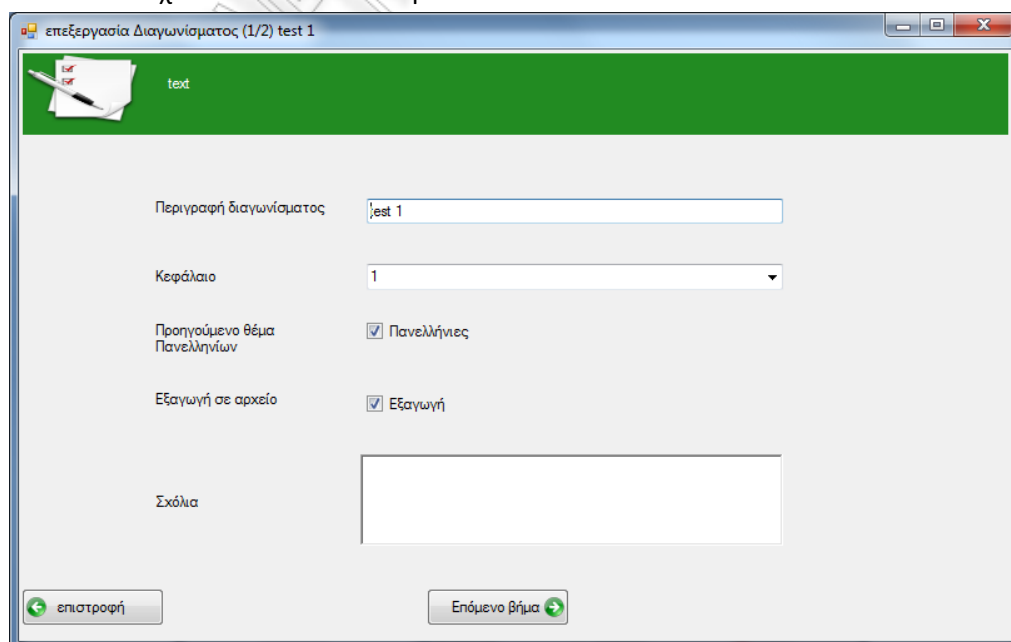 επεξεργασία Διαγωνίσματος (1/2) test 1
text
Περιγραφή διαγωνίσματος
test 1
Κεφάλαιο
1
Προηγούμενο θέμα
Πανελληνίων
Πανελλήνιες
Εξαγωγή σε αρχείο
Εξαγωγή
Σχόλια
επιστροφή
Επόμενο βήμα